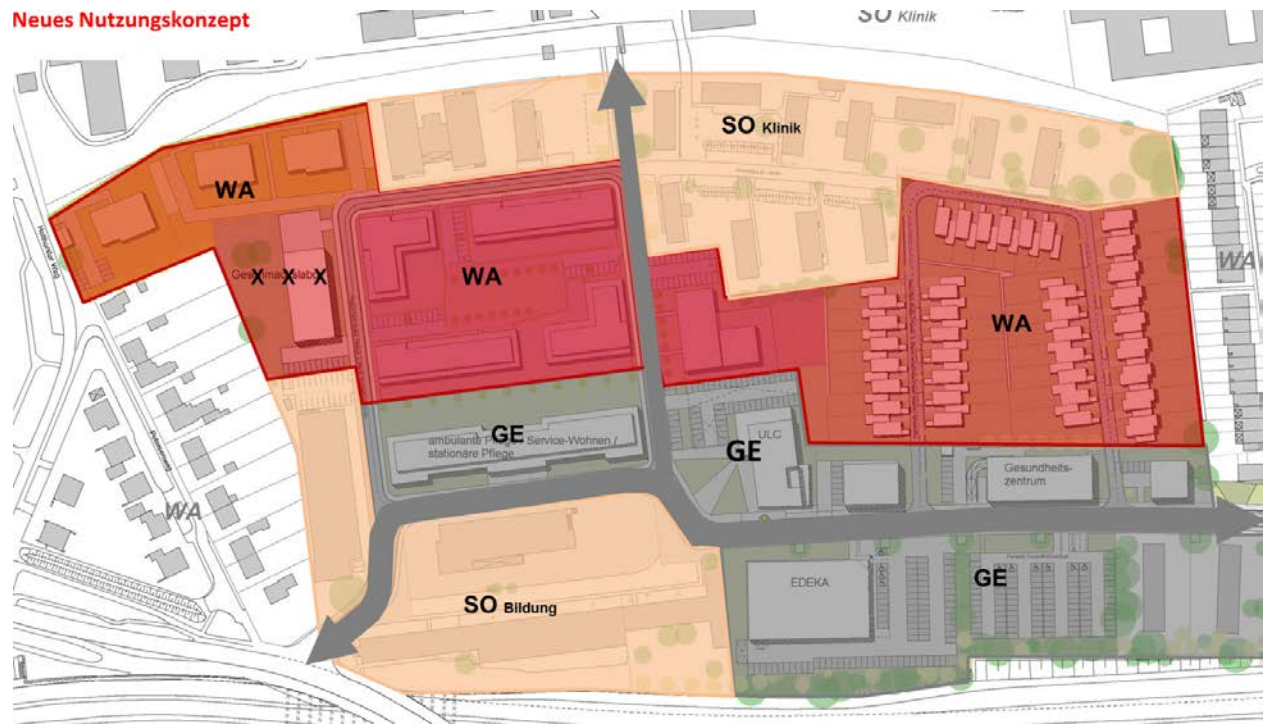 Neues Nutzungskonzept
SO Klinik
SO Klinik
WA
WA
X X X
WA
WA
WA
GE
ambulante Pflege / Service-Wohnen /
stationäre Pflege
GE
ULC
Gesundheits-
zentrum
WA
SO Bildung
EDEKA
GE